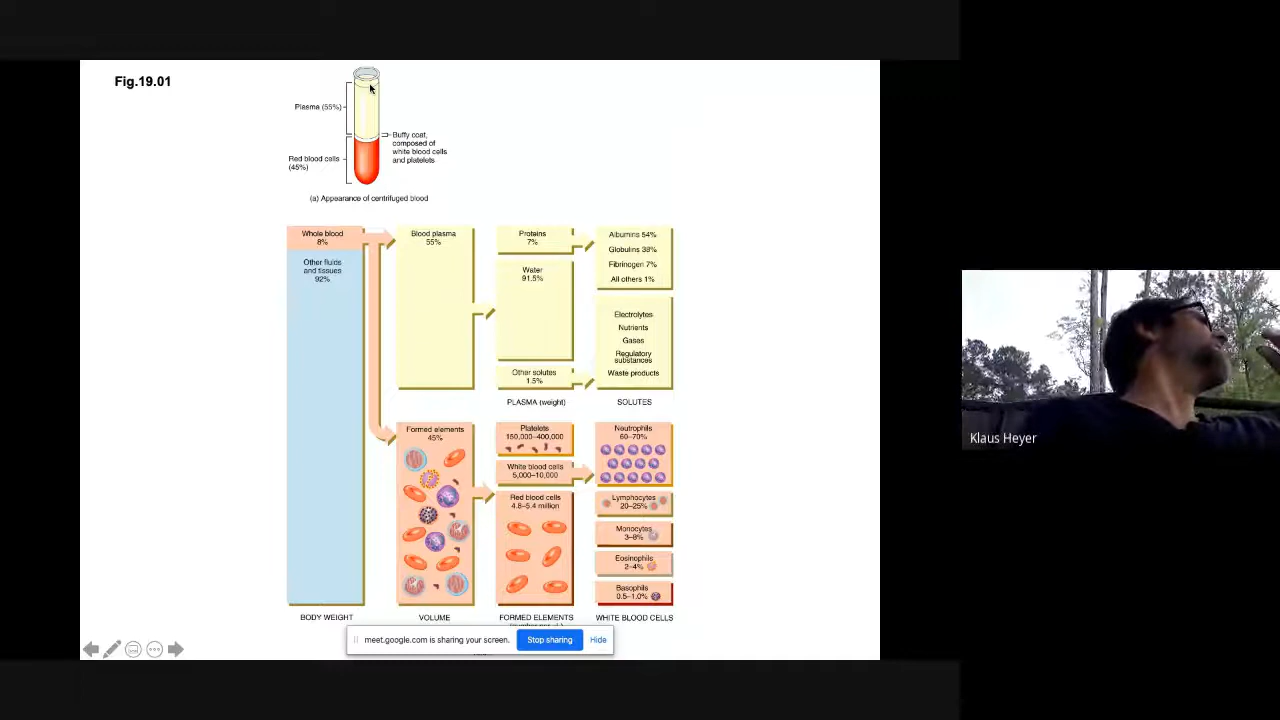 Fig.19.01
Plasma (55%)
Buffy coat,
composed of
white blood cells
and platelets
Red blood cells
(45%)
(a) Appearance of centrifuged blood
Whole blood
8%
Other fluids
and tissues
92%
BODY WEIGHT
Blood plasma
55%
Formed elements
45%
VOLUME
Proteins
7%
Water
91.5%
Other solutes
1.5%
PLASMA (weight)
Albumins 54%
Globulins 38%
Fibrinogen 7%
All others 1%
Electrolytes
Nutrients
Gases
Regulatory
substances
Waste products
SOLUTES
Platelets
150,000–400,000
White blood cells
5,000–10,000
Red blood cells
4.8–5.4 million
FORMED ELEMENTS
Neutrophils
60–70%
Lymphocytes
20–25%
Monocytes
3–8%
Eosinophils
2–4%
Basophils
0.5–1.0%
WHITE BLOOD CELLS
meet.google.com is sharing your screen.
Stop sharing
Hide
Klaus Heyer